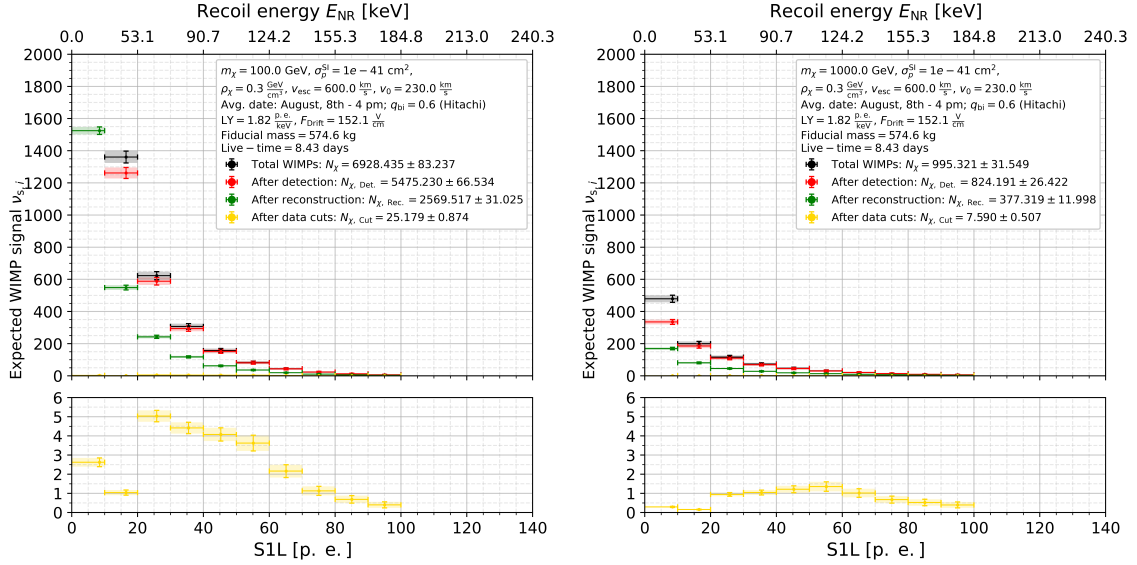 Recoil energy E_NR [keV]
0.0 53.1 90.7 124.2 155.3 184.8 213.0 240.3
2000
1800
1600
1400
1200
1000
800
600
400
200
0
Expected WIMP signal ν_s,i
m_χ = 100.0 GeV, σ_p^SI = 1e − 41 cm²,
ρ_χ = 0.3 GeV/cm³, v_esc = 600.0 km/s, v_0 = 230.0 km/s
Avg. date: August, 8th - 4 pm; q_bi = 0.6 (Hitachi)
LY = 1.82 p. e./keV, F_Drift = 152.1 V/cm
Fiducial mass = 574.6 kg
Live − time = 8.43 days
Total WIMPs: N_χ = 6928.435 ± 83.237
After detection: N_χ, Det. = 5475.230 ± 66.534
After reconstruction: N_χ, Rec. = 2569.517 ± 31.025
After data cuts: N_χ, Cut = 25.179 ± 0.874
6
5
4
3
2
1
0
0 20 40 60 80 100 120 140
S1L [p. e.]
Recoil energy E_NR [keV]
0.0 53.1 90.7 124.2 155.3 184.8 213.0 240.3
2000
1800
1600
1400
1200
1000
800
600
400
200
0
Expected WIMP signal ν_s,i
m_χ = 1000.0 GeV, σ_p^SI = 1e − 41 cm²,
ρ_χ = 0.3 GeV/cm³, v_esc = 600.0 km/s, v_0 = 230.0 km/s
Avg. date: August, 8th - 4 pm; q_bi = 0.6 (Hitachi)
LY = 1.82 p. e./keV, F_Drift = 152.1 V/cm
Fiducial mass = 574.6 kg
Live − time = 8.43 days
Total WIMPs: N_χ = 995.321 ± 31.549
After detection: N_χ, Det. = 824.191 ± 26.422
After reconstruction: N_χ, Rec. = 377.319 ± 11.998
After data cuts: N_χ, Cut = 7.590 ± 0.507
6
5
4
3
2
1
0
0 20 40 60 80 100 120 140
S1L [p. e.]